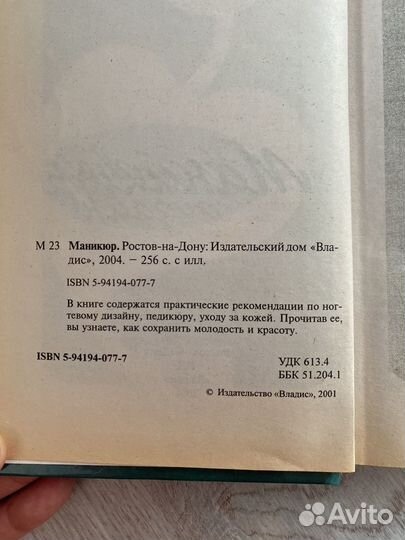 М 23 Маникюр. Ростов-на-Дону: Издательский дом «Вла-
дис», 2004. – 256 с. с илл.
ISBN 5-94194-077-7
В книге содержатся практические рекомендации по ног-
тевому дизайну, педикюру, уходу за кожей. Прочитав ее,
вы узнаете, как сохранить молодость и красоту.
ISBN 5-94194-077-7
УДК 613.4
ББК 51.204.1
© Издательство «Владис», 2001
Avito